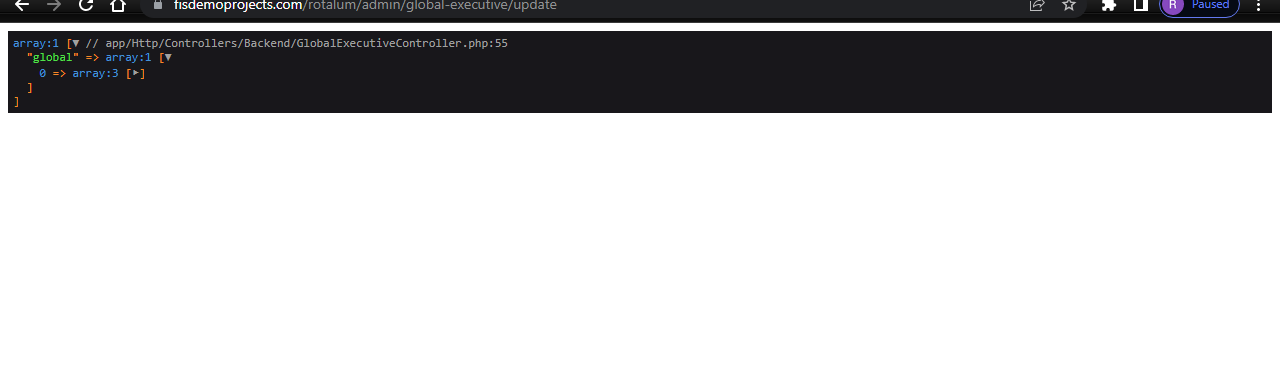 fisdemoprojects.com/rotalum/admin/global-executive/update
R Paused
array:1 [▼ // app/Http/Controllers/Backend/GlobalExecutiveController.php:55
"global" => array:1 [▼
0 => array:3 [▶]
]
]